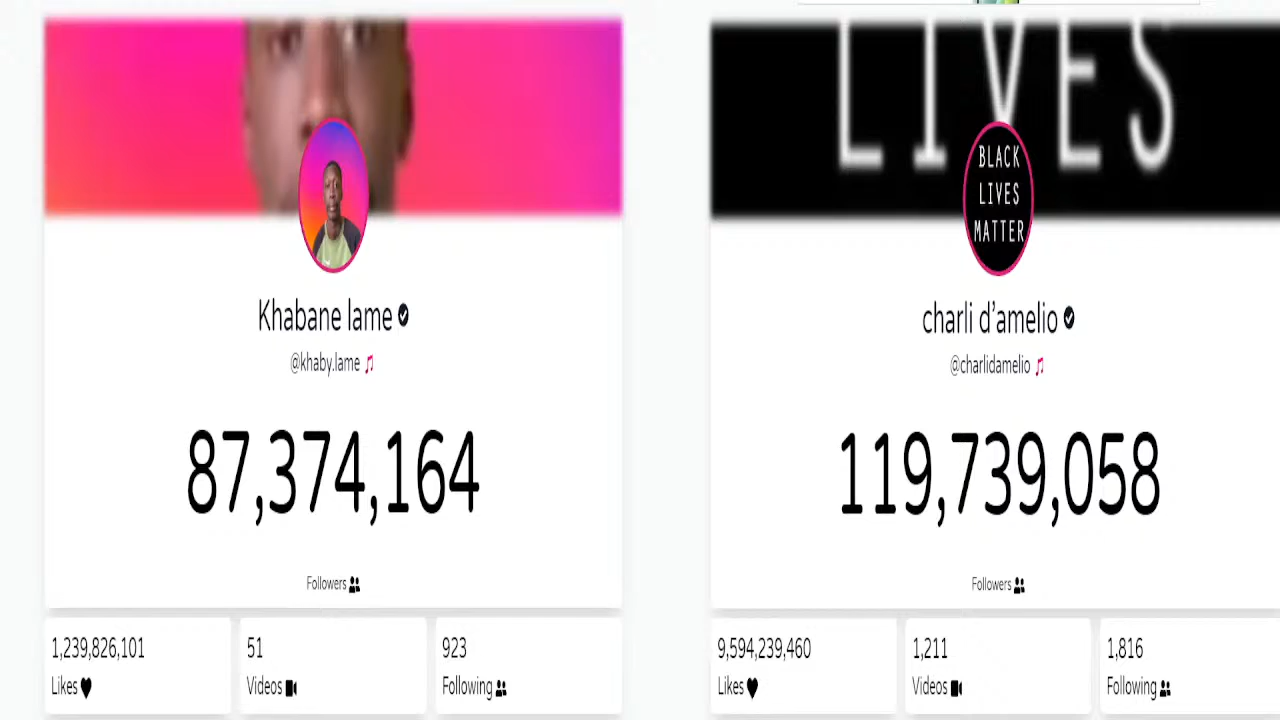 LIVES
BLACK
LIVES
MATTER
Khabane lame
@khaby.lame
87,374,164
Followers
1,239,826,101
Likes
51
Videos
923
Following
charli d’amelio
@charlidamelio
119,739,058
Followers
9,594,239,460
Likes
1,211
Videos
1,816
Following